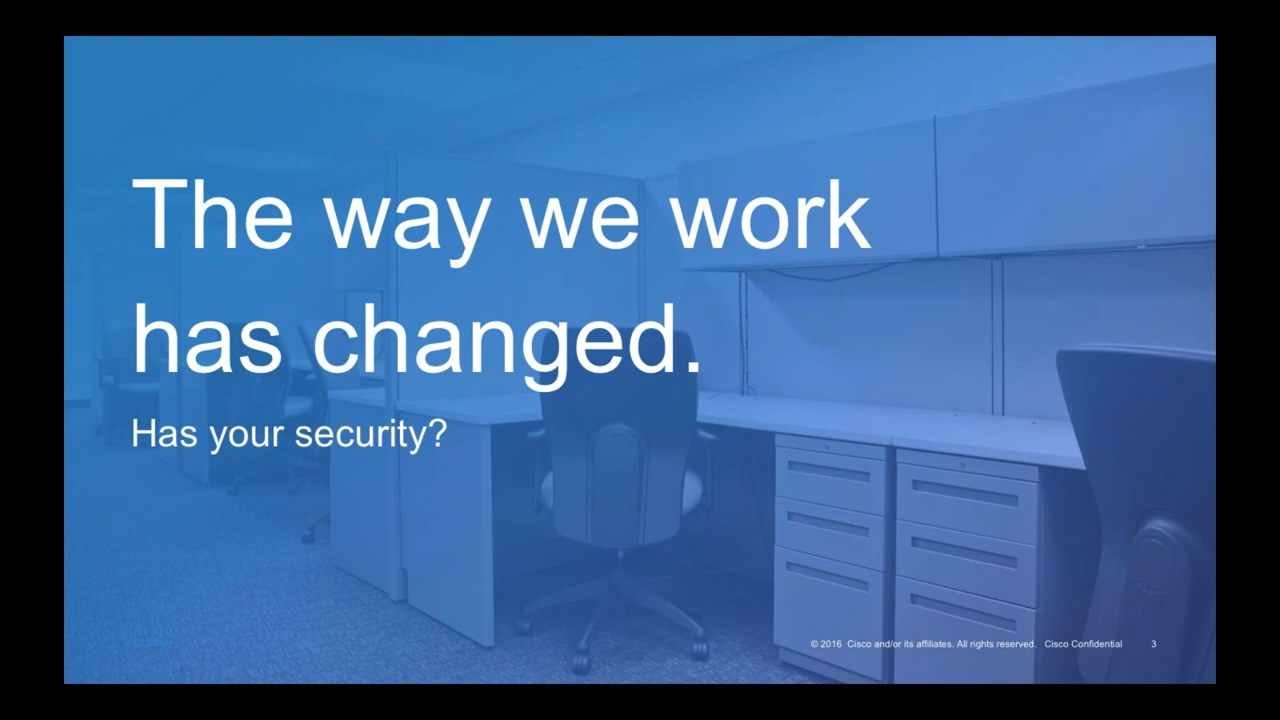 The way we work
has changed.
Has your security?
© 2016 Cisco and/or its affiliates. All rights reserved. Cisco Confidential 3